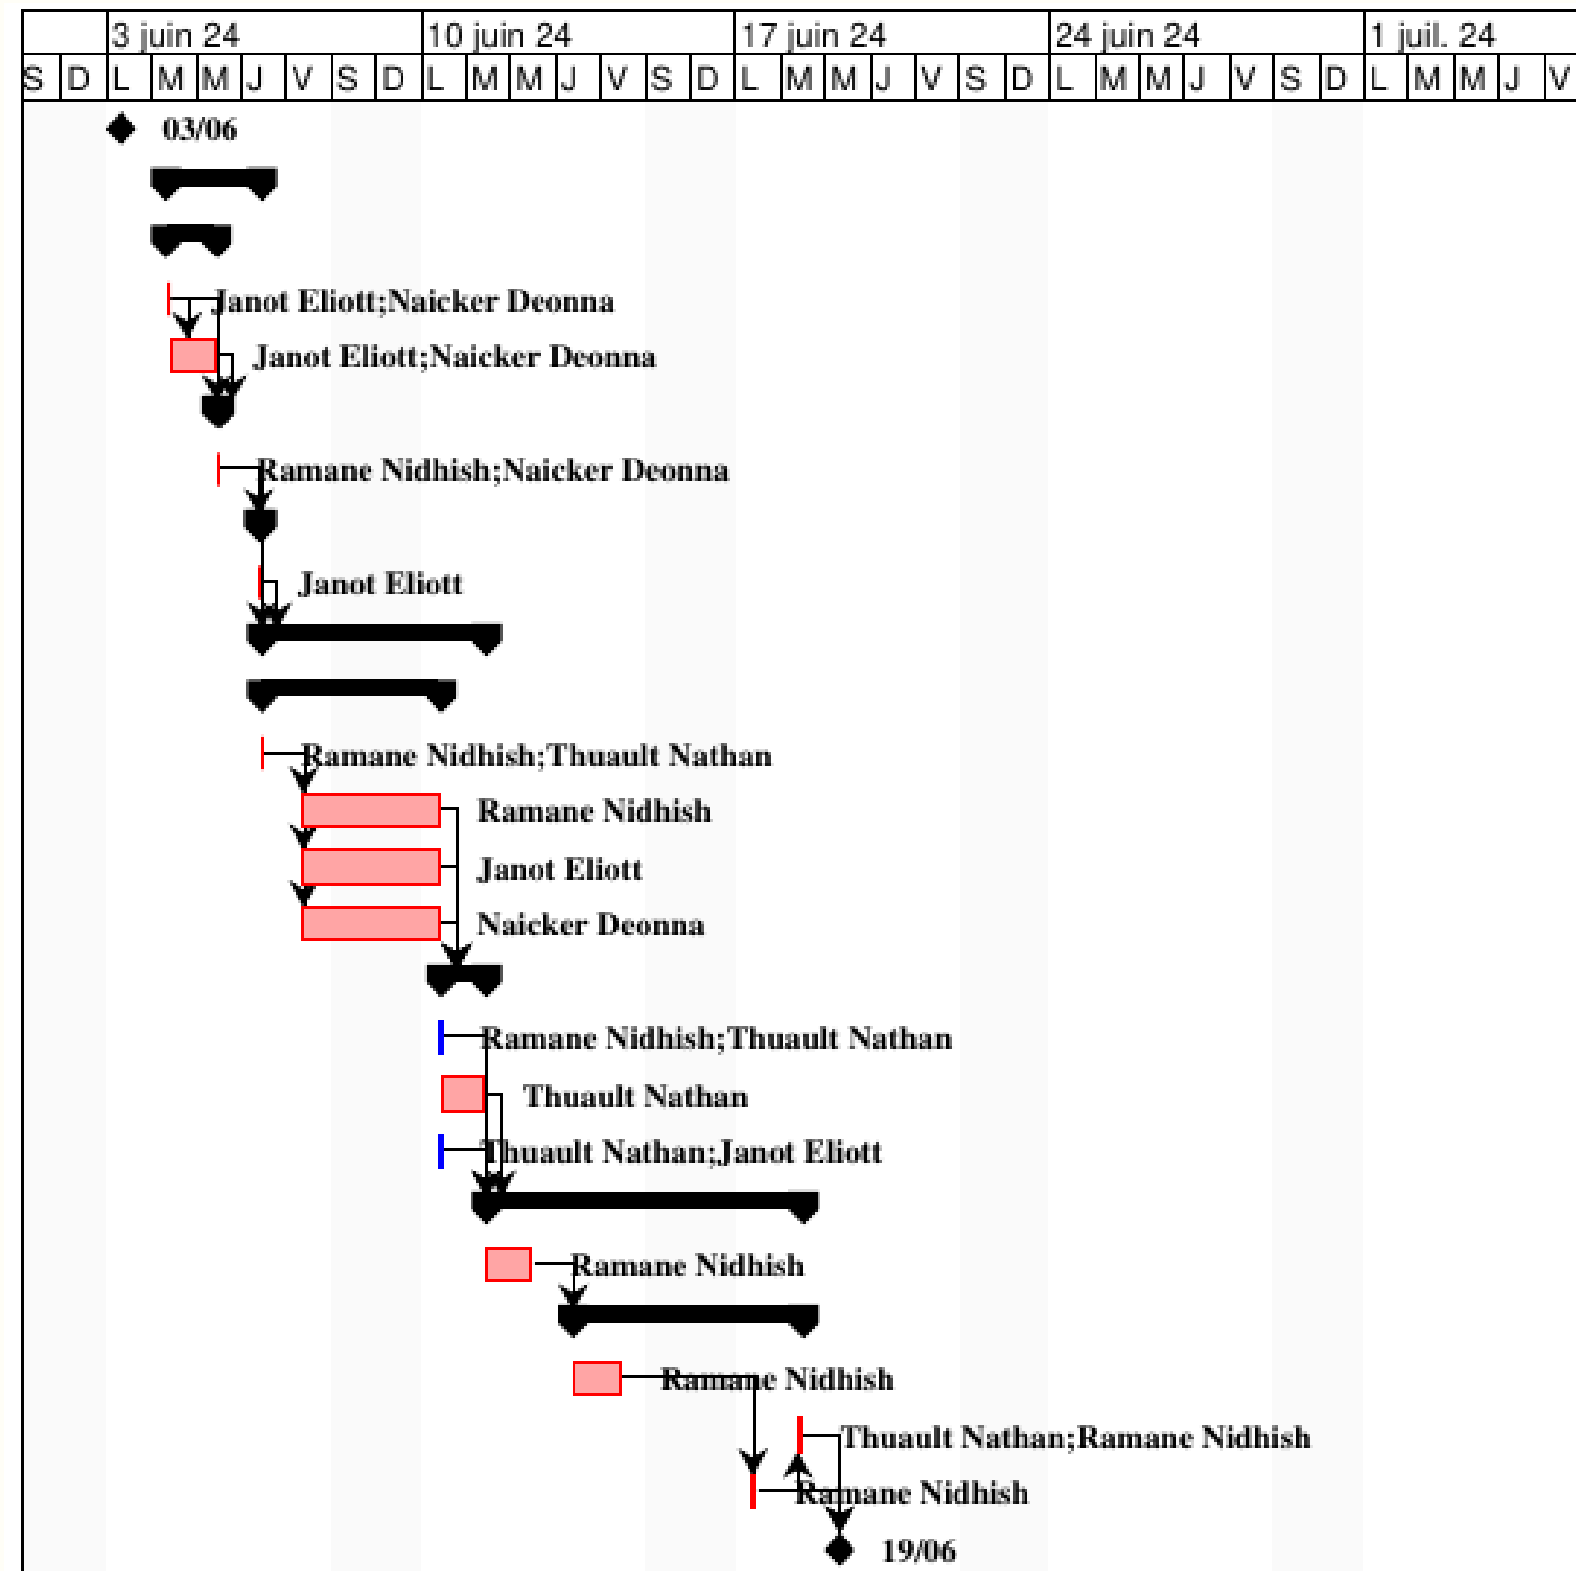 3 juin 24 10 juin 24 17 juin 24 24 juin 24 1 juil. 24
S D L M M J V S D L M M J V S D L M M J V S D L M M J V S D L M M J V
03/06
Janot Eliott;Naicker Deonna
Janot Eliott;Naicker Deonna
Ramane Nidhish;Naicker Deonna
Janot Eliott
Ramane Nidhish;Thuault Nathan
Ramane Nidhish
Janot Eliott
Naicker Deonna
Ramane Nidhish;Thuault Nathan
Thuault Nathan
Thuault Nathan;Janot Eliott
Ramane Nidhish
Ramane Nidhish
Thuault Nathan;Ramane Nidhish
Ramane Nidhish
19/06